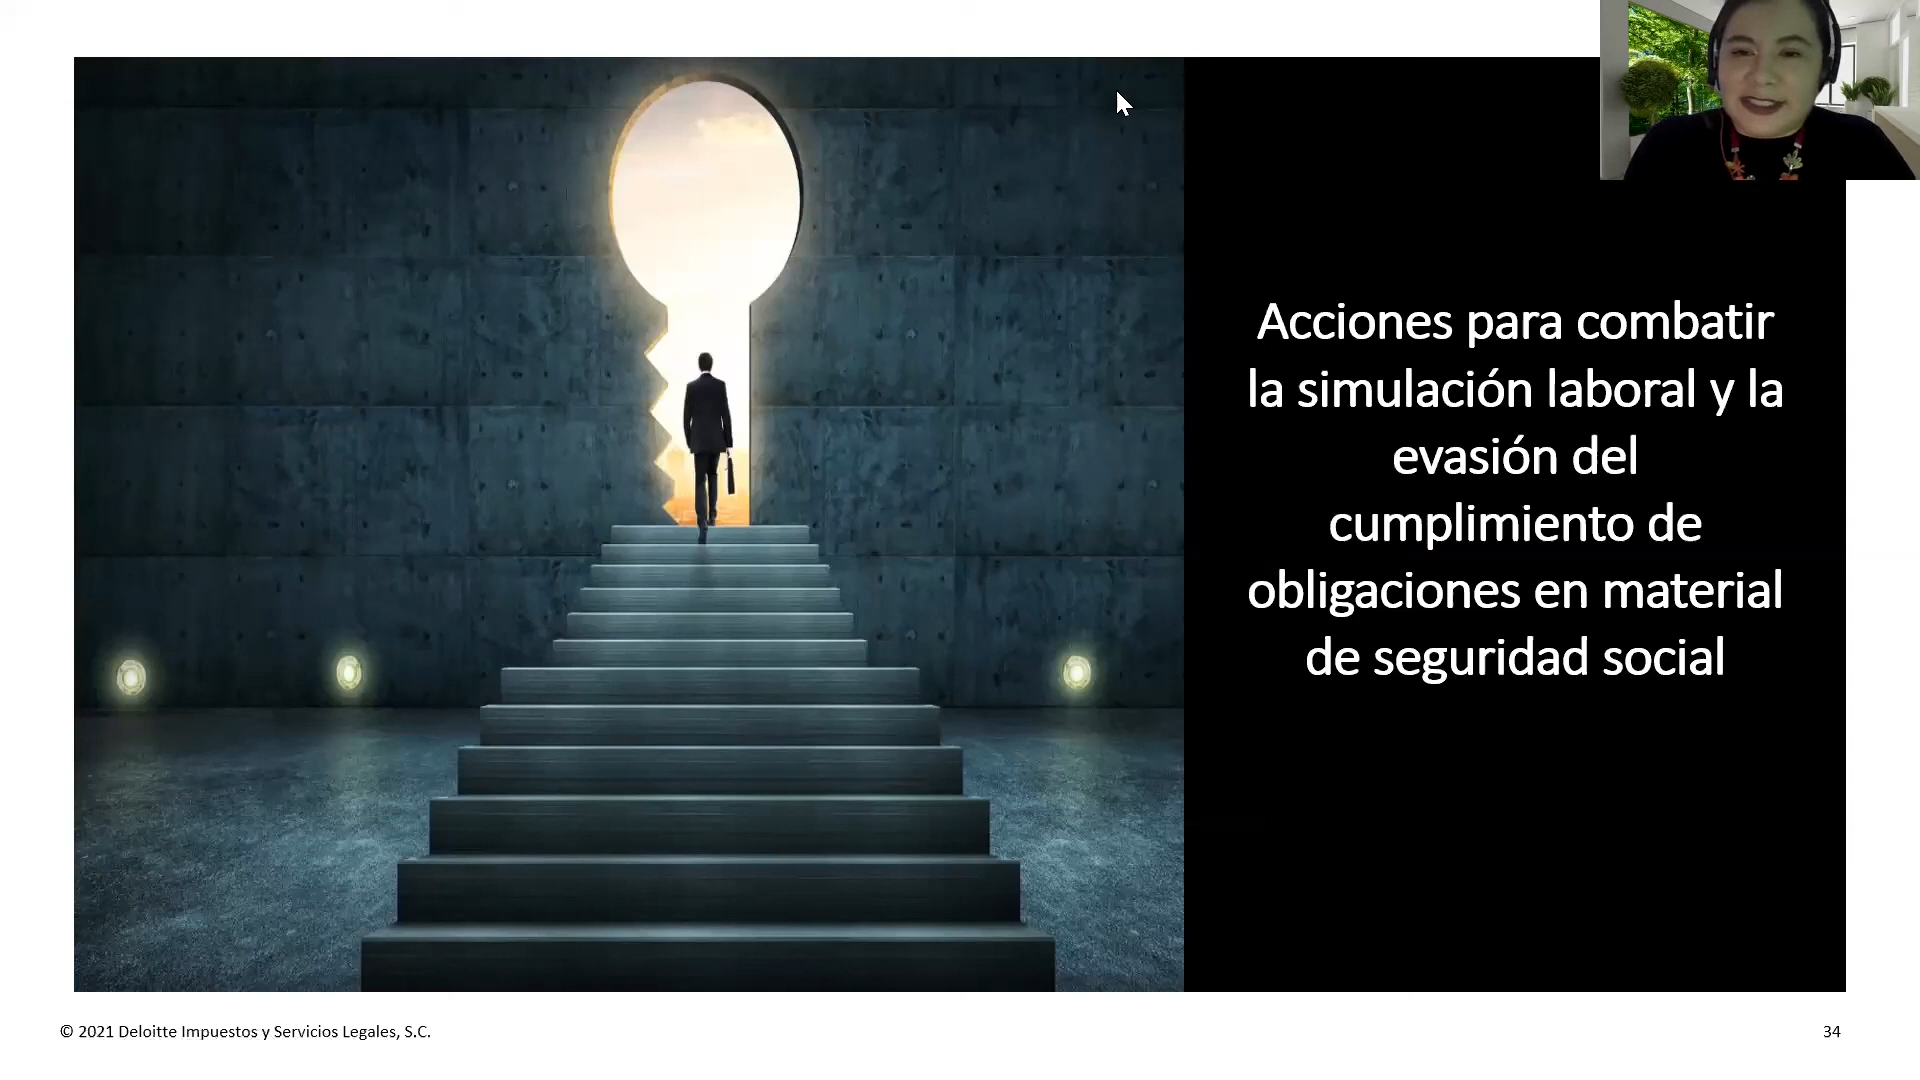 Acciones para combatir
la simulación laboral y la
evasión del
cumplimiento de
obligaciones en material
de seguridad social
© 2021 Deloitte Impuestos y Servicios Legales, S.C.
34